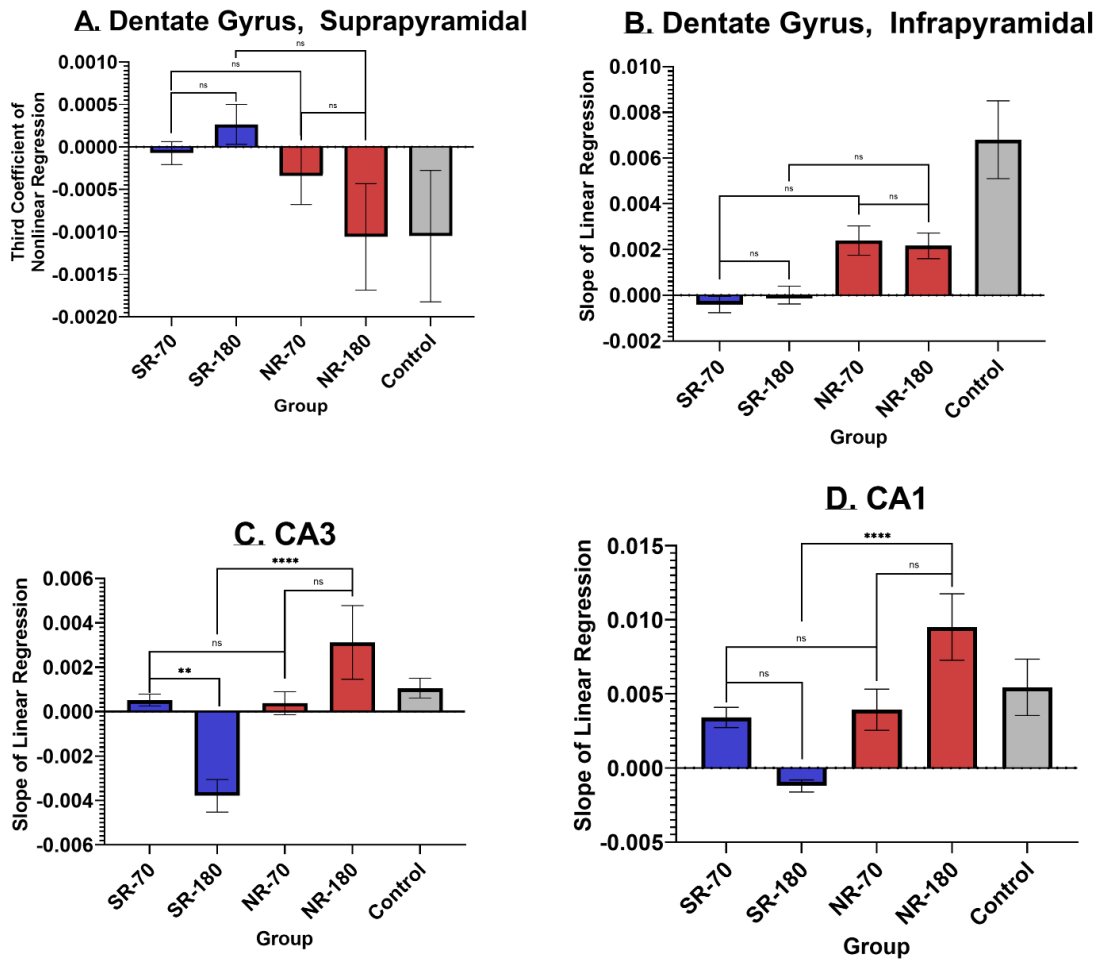 A. Dentate Gyrus, Suprapyramidal
Third Coefficient of
Nonlinear Regression
0.0010
0.0005
0.0000
-0.0005
-0.0010
-0.0015
-0.0020
ns
ns
ns
ns
SR-70
SR-180
NR-70
NR-180
Control
Group
B. Dentate Gyrus, Infrapyramidal
Slope of Linear Regression
0.010
0.008
0.006
0.004
0.002
0.000
-0.002
ns
ns
ns
ns
SR-70
SR-180
NR-70
NR-180
Control
Group
C. CA3
Slope of Linear Regression
0.006
0.004
0.002
0.000
-0.002
-0.004
-0.006
****
ns
ns
**
SR-70
SR-180
NR-70
NR-180
Control
Group
D. CA1
Slope of Linear Regression
0.015
0.010
0.005
0.000
-0.005
****
ns
ns
ns
SR-70
SR-180
NR-70
NR-180
Control
Group